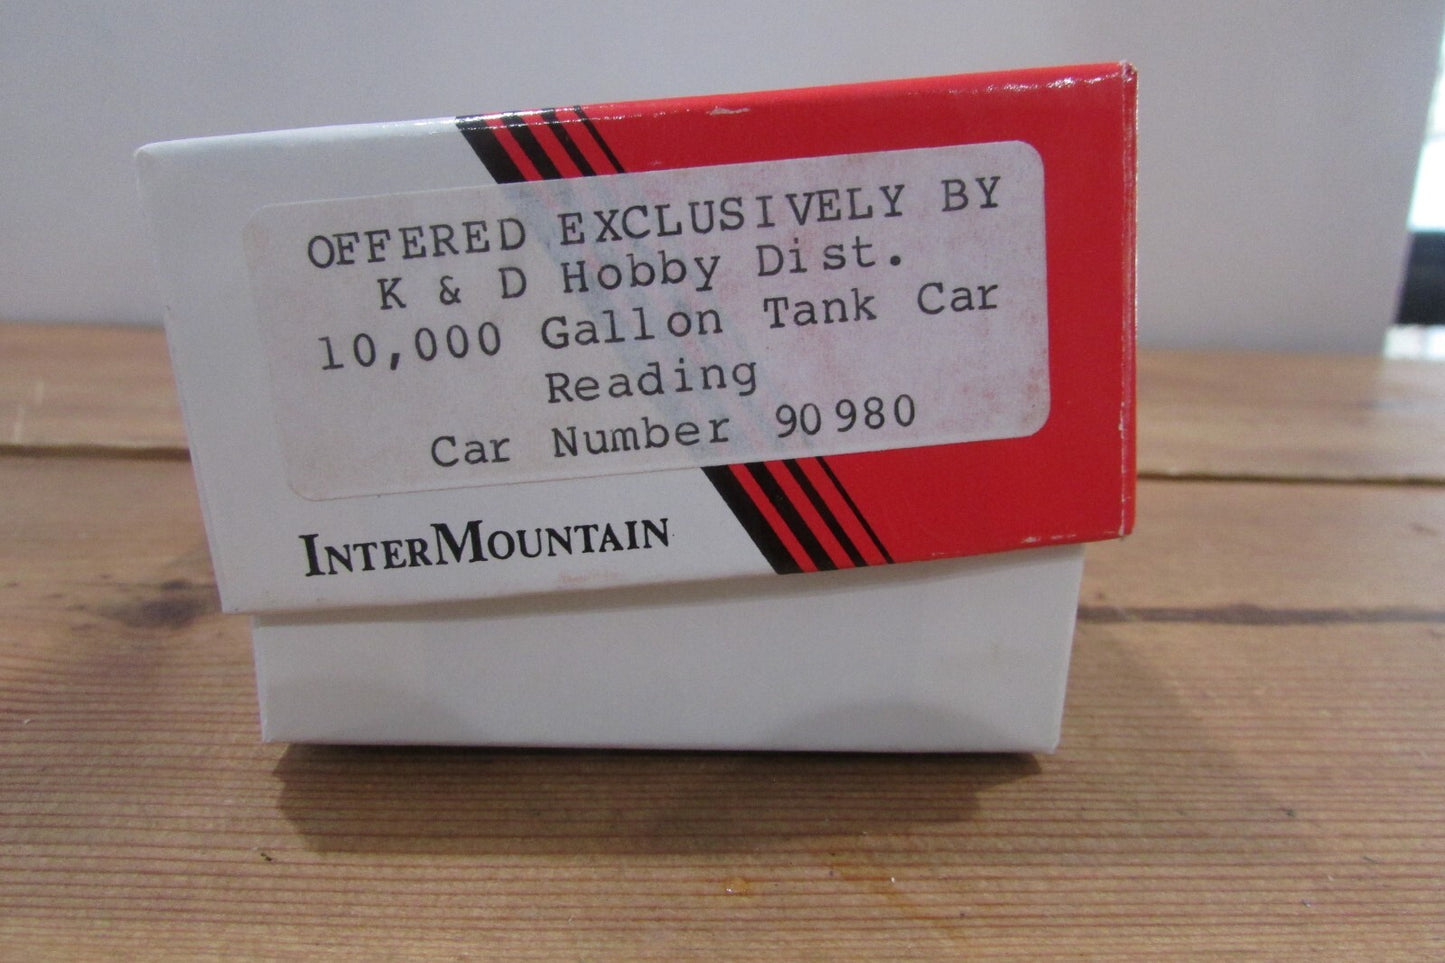 OFFERED EXCLUSIVELY BY
K & D Hobby Dist.
10,000 Gallon Tank Car
Reading
Car Number 90980
INTERMOUNTAIN